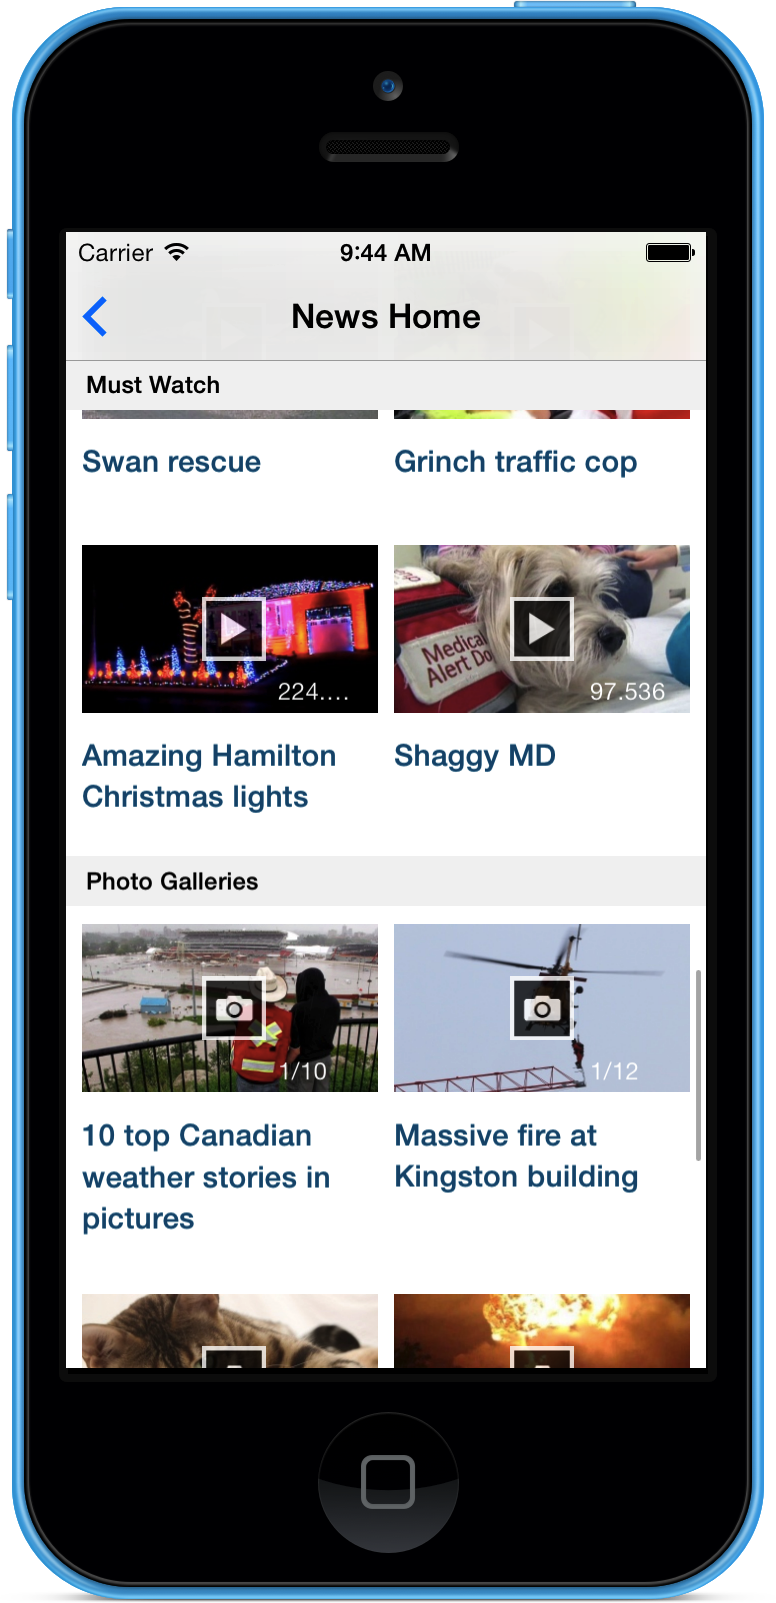 Carrier 9:44 AM
News Home
Must Watch
Swan rescue
Grinch traffic cop
Medical
Alert Do
224....
97.536
Amazing Hamilton
Christmas lights
Shaggy MD
Photo Galleries
1/10
1/12
10 top Canadian
weather stories in
pictures
Massive fire at
Kingston building